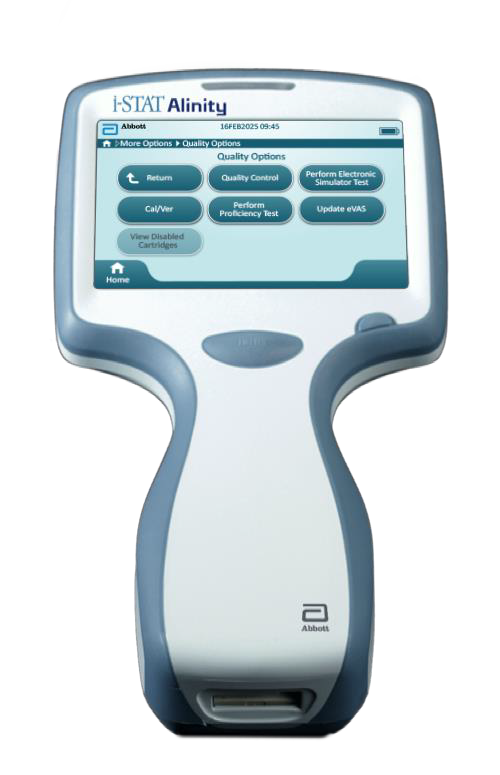 i-STAT Alinity
Abbott
16FEB2025 09:45
More Options Quality Options
Quality Options
Return
Quality Control
Perform Electronic
Simulator Test
Cal/Ver
Perform
Proficiency Test
Update eVAS
View Disabled
Cartridges
Home
Abbott